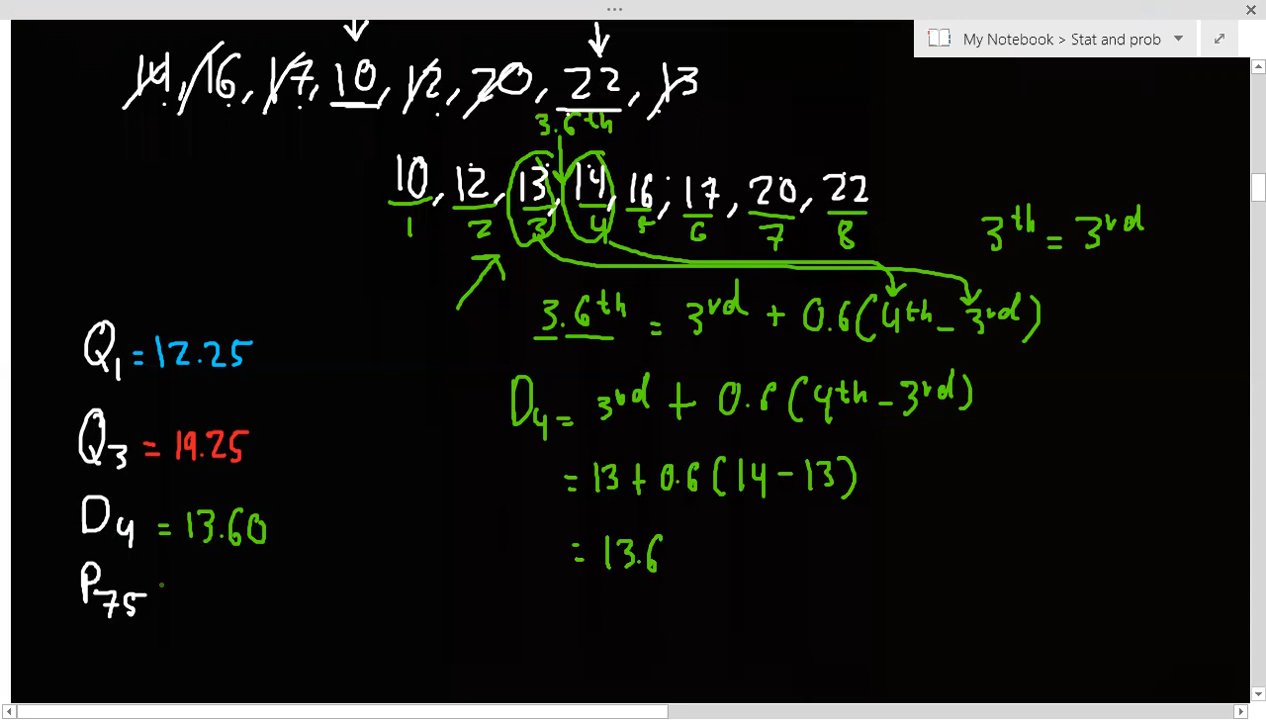 My Notebook > Stat and prob
14, 16, 17, 10, 12, 20, 22, 13
3.6th
10, 12, 13, 14, 16, 17, 20, 22
1 2 3 4 5 6 7 8
3th = 3rd
3.6th = 3rd + 0.6(4th - 3rd)
Q1 = 12.25
D4 = 3rd + 0.6(4th - 3rd)
Q3 = 19.25
= 13 + 0.6(14 - 13)
D4 = 13.60
= 13.6
P75